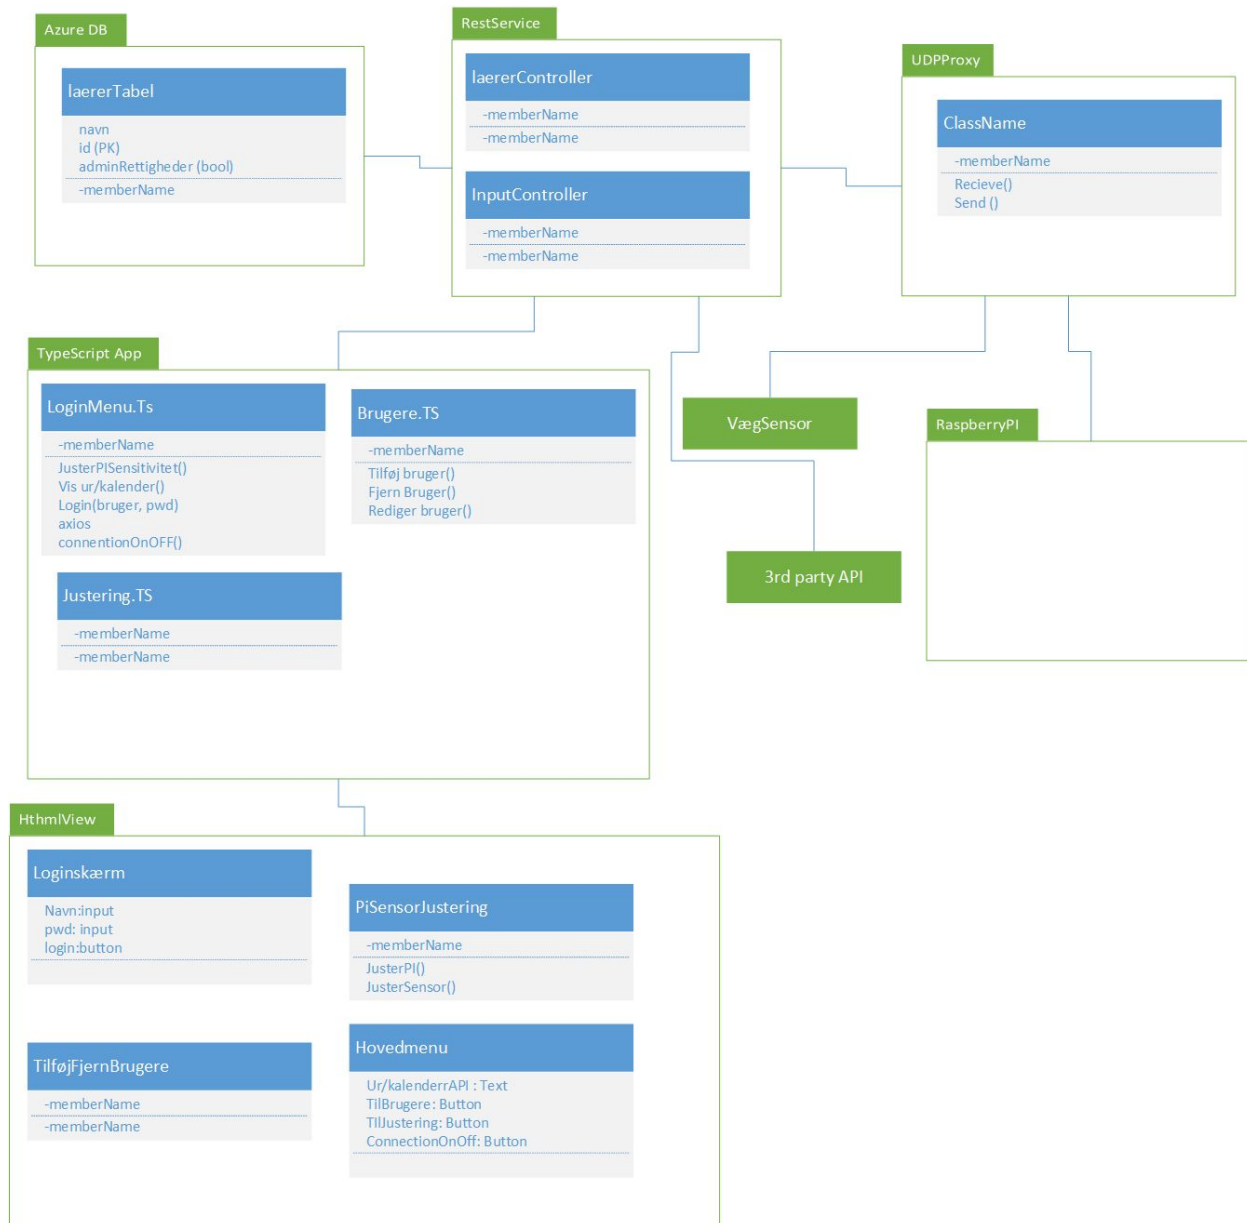 Azure DB
laererTabel
navn
id (PK)
adminRettigheder (bool)
-memberName
RestService
laererController
-memberName
-memberName
InputController
-memberName
-memberName
UDPProxy
ClassName
-memberName
Recieve()
Send ()
TypeScript App
LoginMenu.Ts
-memberName
JusterPISensitivitet()
Vis ur/kalender()
Login(bruger, pwd)
axios
connentionOnOFF()
Brugere.TS
-memberName
Tilføj bruger()
Fjern Bruger()
Rediger bruger()
Justering.TS
-memberName
-memberName
VægSensor
3rd party API
RaspberryPI
HthmlView
Loginskærm
Navn:input
pwd: input
login:button
PiSensorJustering
-memberName
JusterPI()
JusterSensor()
TilføjFjernBrugere
-memberName
-memberName
Hovedmenu
Ur/kalenderrAPI : Text
TilBrugere: Button
TIlJustering: Button
ConnectionOnOff: Button